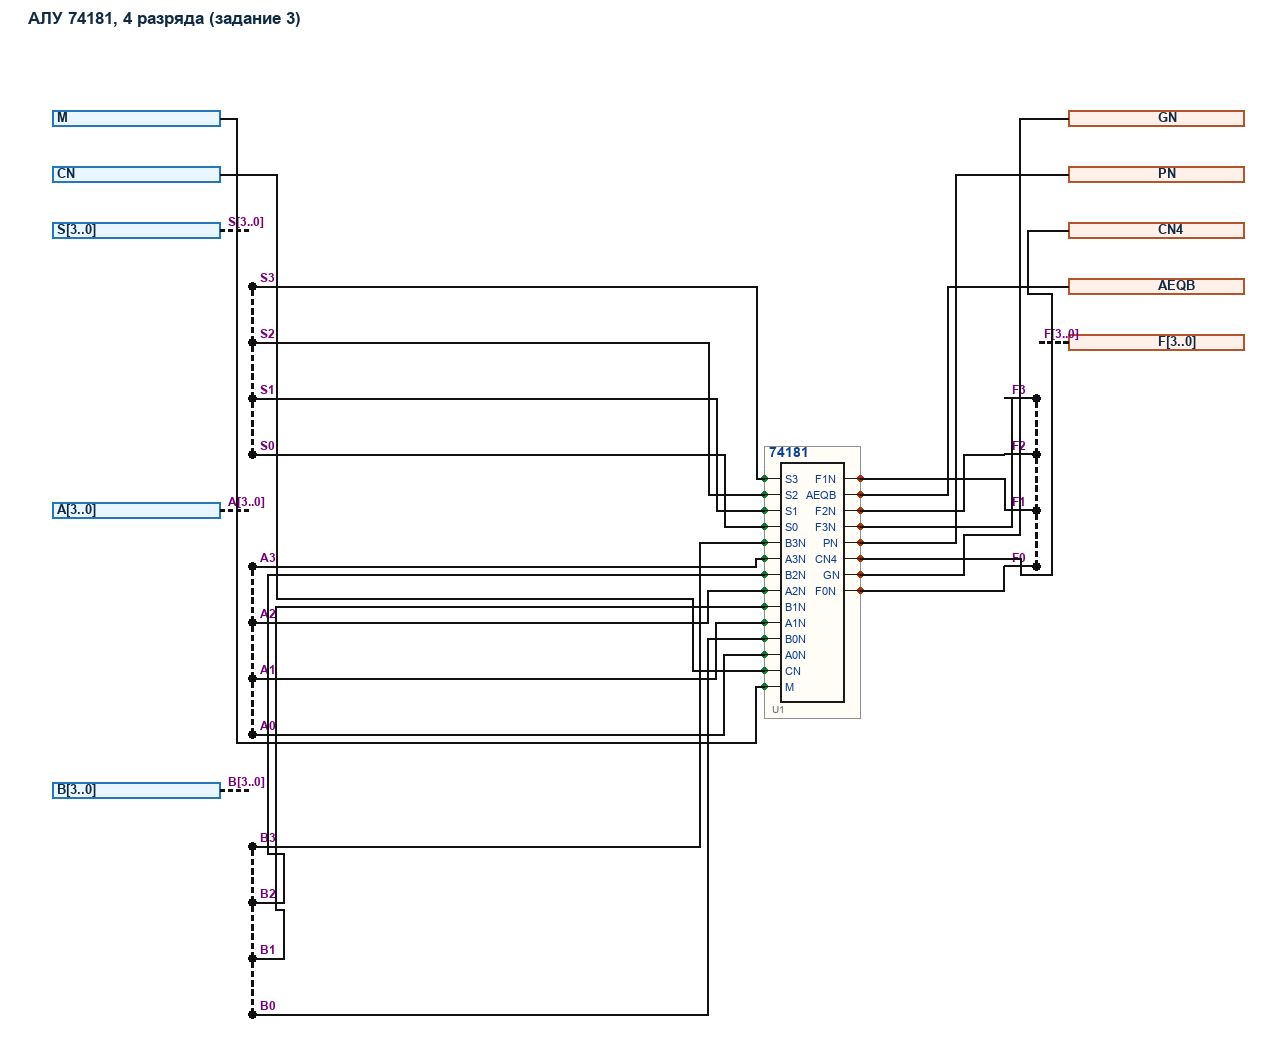 АЛУ 74181, 4 разряда (задание 3)
M
GN
CN
PN
S[3..0]
S[3..0]
CN4
S3
AEQB
S2
F[3..0]
F[3..0]
S1
F3
S0
F2
74181
S3 F1N
S2 AEQB
A[3..0]
A[3..0]
S1 F2N
F1
S0 F3N
B3N PN
A3
A3N CN4
F0
B2N GN
A2N F0N
A2
B1N
A1N
B0N
A1
A0N
CN
M
U1
A0
B[3..0]
B[3..0]
B3
B2
B1
B0